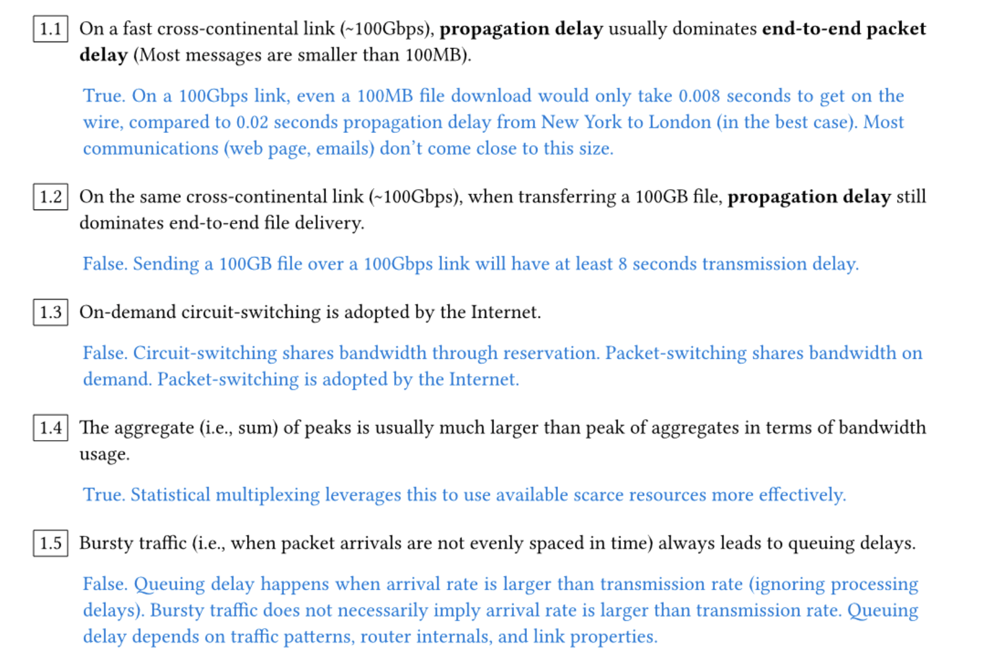 1.1 On a fast cross-continental link (~100Gbps), propagation delay usually dominates end-to-end packet
delay (Most messages are smaller than 100MB).
True. On a 100Gbps link, even a 100MB file download would only take 0.008 seconds to get on the
wire, compared to 0.02 seconds propagation delay from New York to London (in the best case). Most
communications (web page, emails) don't come close to this size.
1.2 On the same cross-continental link (~100Gbps), when transferring a 100GB file, propagation delay still
dominates end-to-end file delivery.
False. Sending a 100GB file over a 100Gbps link will have at least 8 seconds transmission delay.
1.3 On-demand circuit-switching is adopted by the Internet.
False. Circuit-switching shares bandwidth through reservation. Packet-switching shares bandwidth on
demand. Packet-switching is adopted by the Internet.
1.4 The aggregate (i.e., sum) of peaks is usually much larger than peak of aggregates in terms of bandwidth
usage.
True. Statistical multiplexing leverages this to use available scarce resources more effectively.
1.5 Bursty traffic (i.e., when packet arrivals are not evenly spaced in time) always leads to queuing delays.
False. Queuing delay happens when arrival rate is larger than transmission rate (ignoring processing
delays). Bursty traffic does not necessarily imply arrival rate is larger than transmission rate. Queuing
delay depends on traffic patterns, router internals, and link properties.